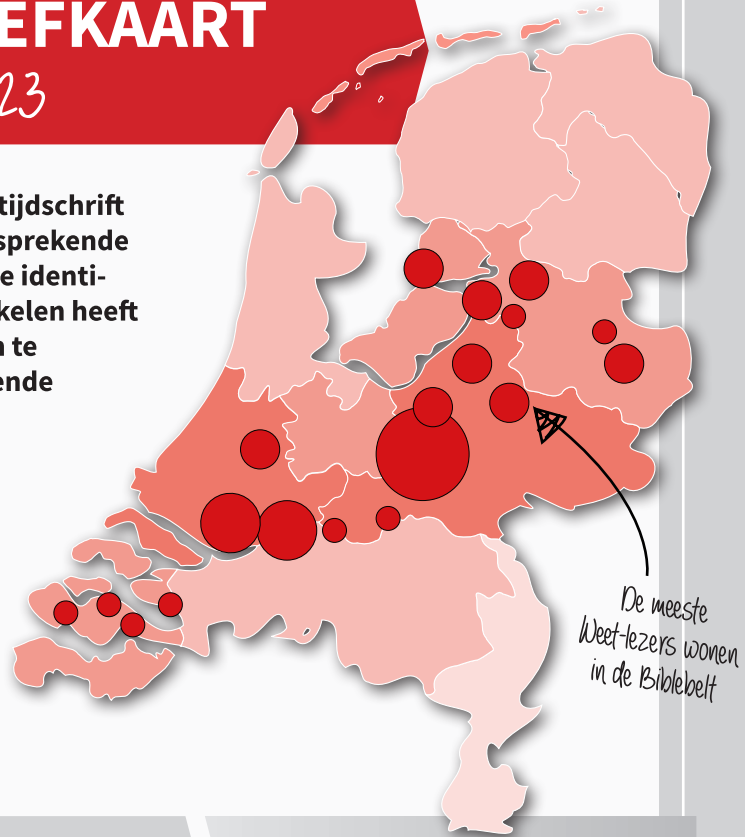 EFKAART
23
tijdschrift
sprekende
e identi-
kelen heeft
n te
ende
De meeste
Weet-lezers wonen
in de Biblebelt